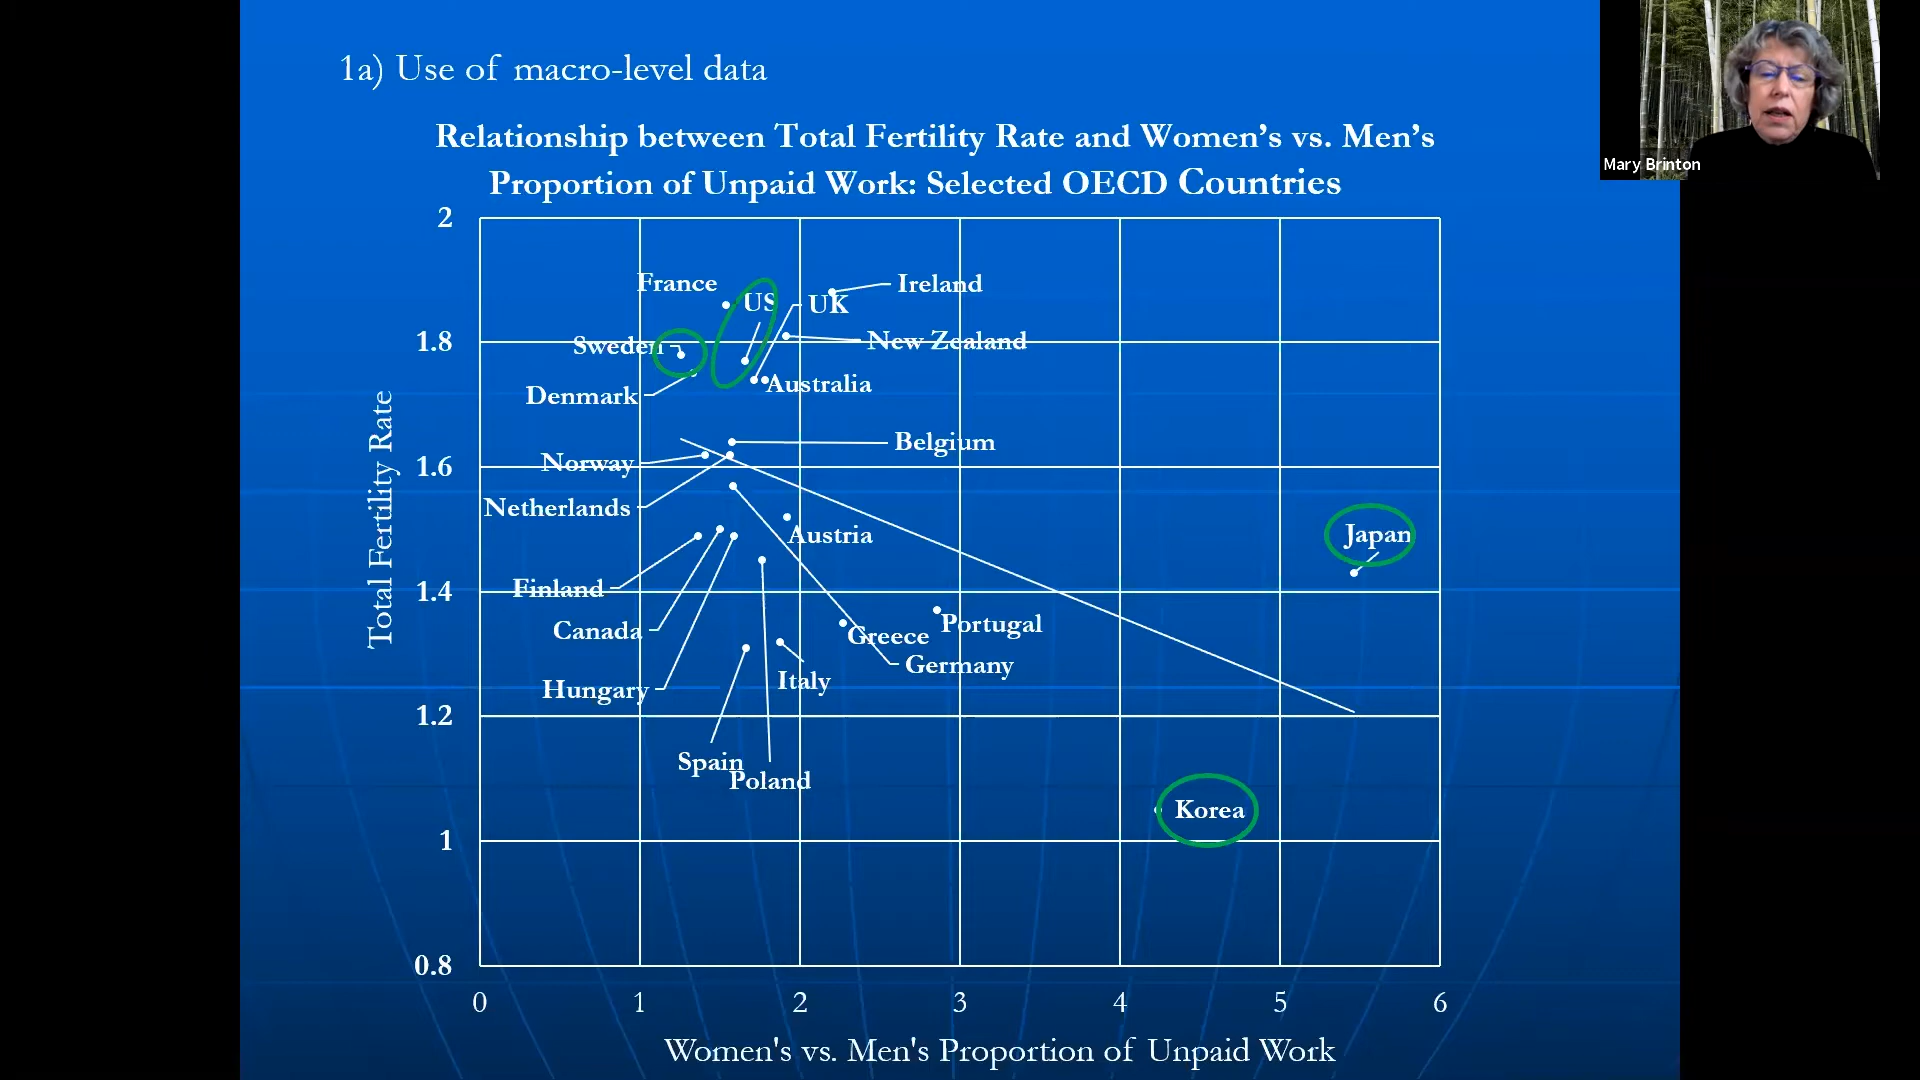 1a) Use of macro-level data
Mary Brinton
Relationship between Total Fertility Rate and Women's vs. Men's
Proportion of Unpaid Work: Selected OECD Countries
2
1.8
1.6
1.4
1.2
1
0.8
Total Fertility Rate
France
Ireland
US
UK
Sweden
New Zealand
Denmark
Australia
Belgium
Norway
Netherlands
Austria
Japan
Finland
Canada
Greece
Portugal
Germany
Hungary
Italy
Spain
Poland
Korea
0 1 2 3 4 5 6
Women's vs. Men's Proportion of Unpaid Work